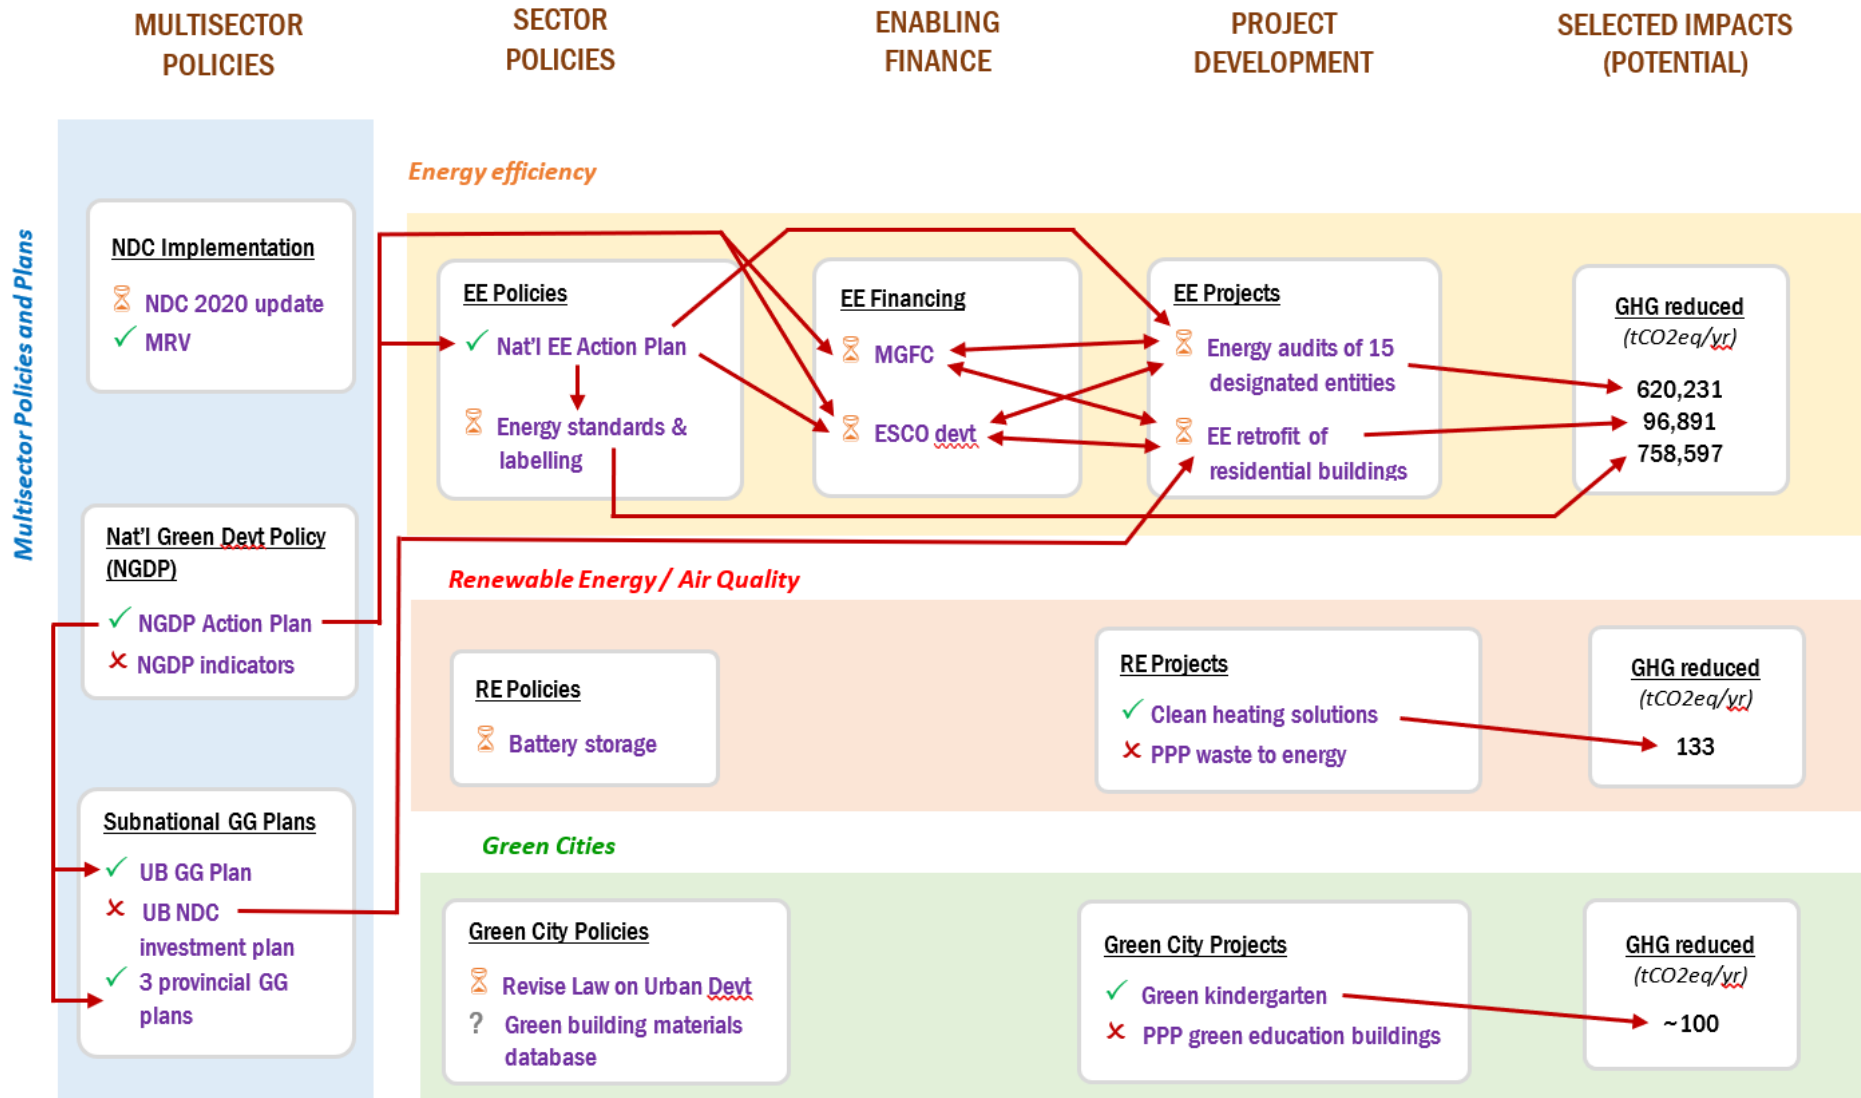 MULTISECTOR
POLICIES
SECTOR
POLICIES
ENABLING
FINANCE
PROJECT
DEVELOPMENT
SELECTED IMPACTS
(POTENTIAL)
Multisector Policies and Plans
NDC Implementation
NDC 2020 update
✓ MRV
Nat'l Green Devt Policy
(NGDP)
✓ NGDP Action Plan
✗ NGDP indicators
Subnational GG Plans
✓ UB GG Plan
✗ UB NDC
investment plan
✓ 3 provincial GG
plans
Energy efficiency
EE Policies
✓ Nat'l EE Action Plan
Energy standards &
labelling
EE Financing
MGFC
ESCO devt
EE Projects
Energy audits of 15
designated entities
EE retrofit of
residential buildings
GHG reduced
(tCO2eq/yr)
620,231
96,891
758,597
Renewable Energy / Air Quality
RE Policies
Battery storage
RE Projects
✓ Clean heating solutions
✗ PPP waste to energy
GHG reduced
(tCO2eq/yr)
133
Green Cities
Green City Policies
Revise Law on Urban Devt
? Green building materials
database
Green City Projects
✓ Green kindergarten
✗ PPP green education buildings
GHG reduced
(tCO2eq/yr)
~100